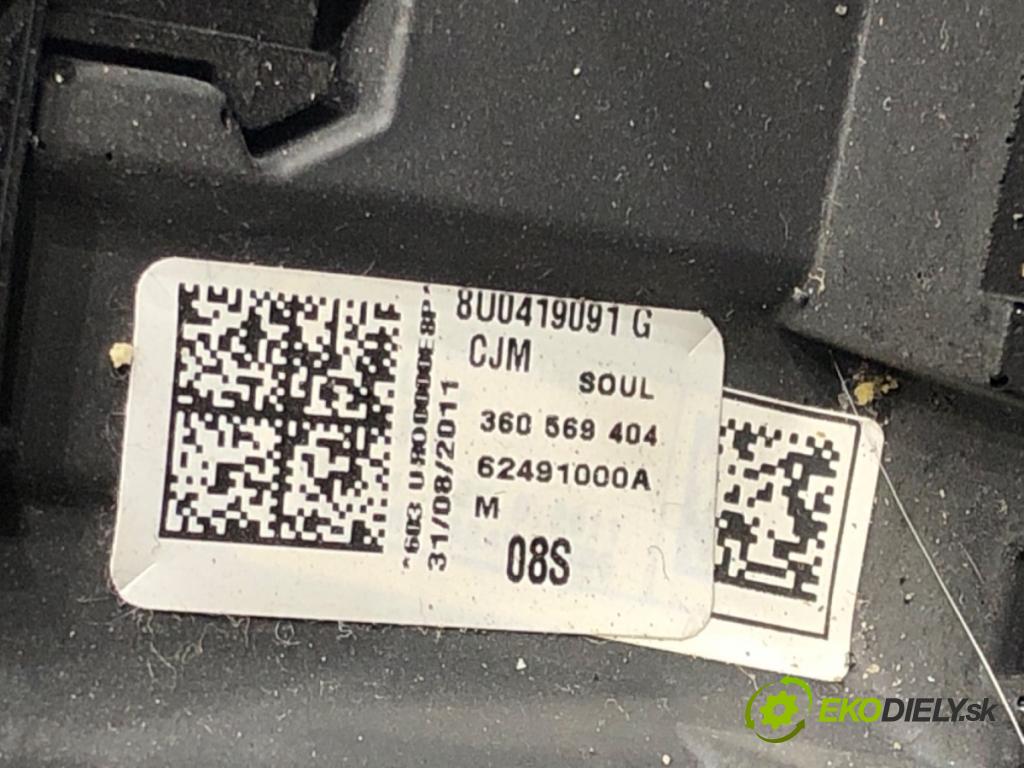 8U0419091 G
CJM
SOUL
360 569 404
62491000A
M
08S
31/08/2011
EKODIELY.sk